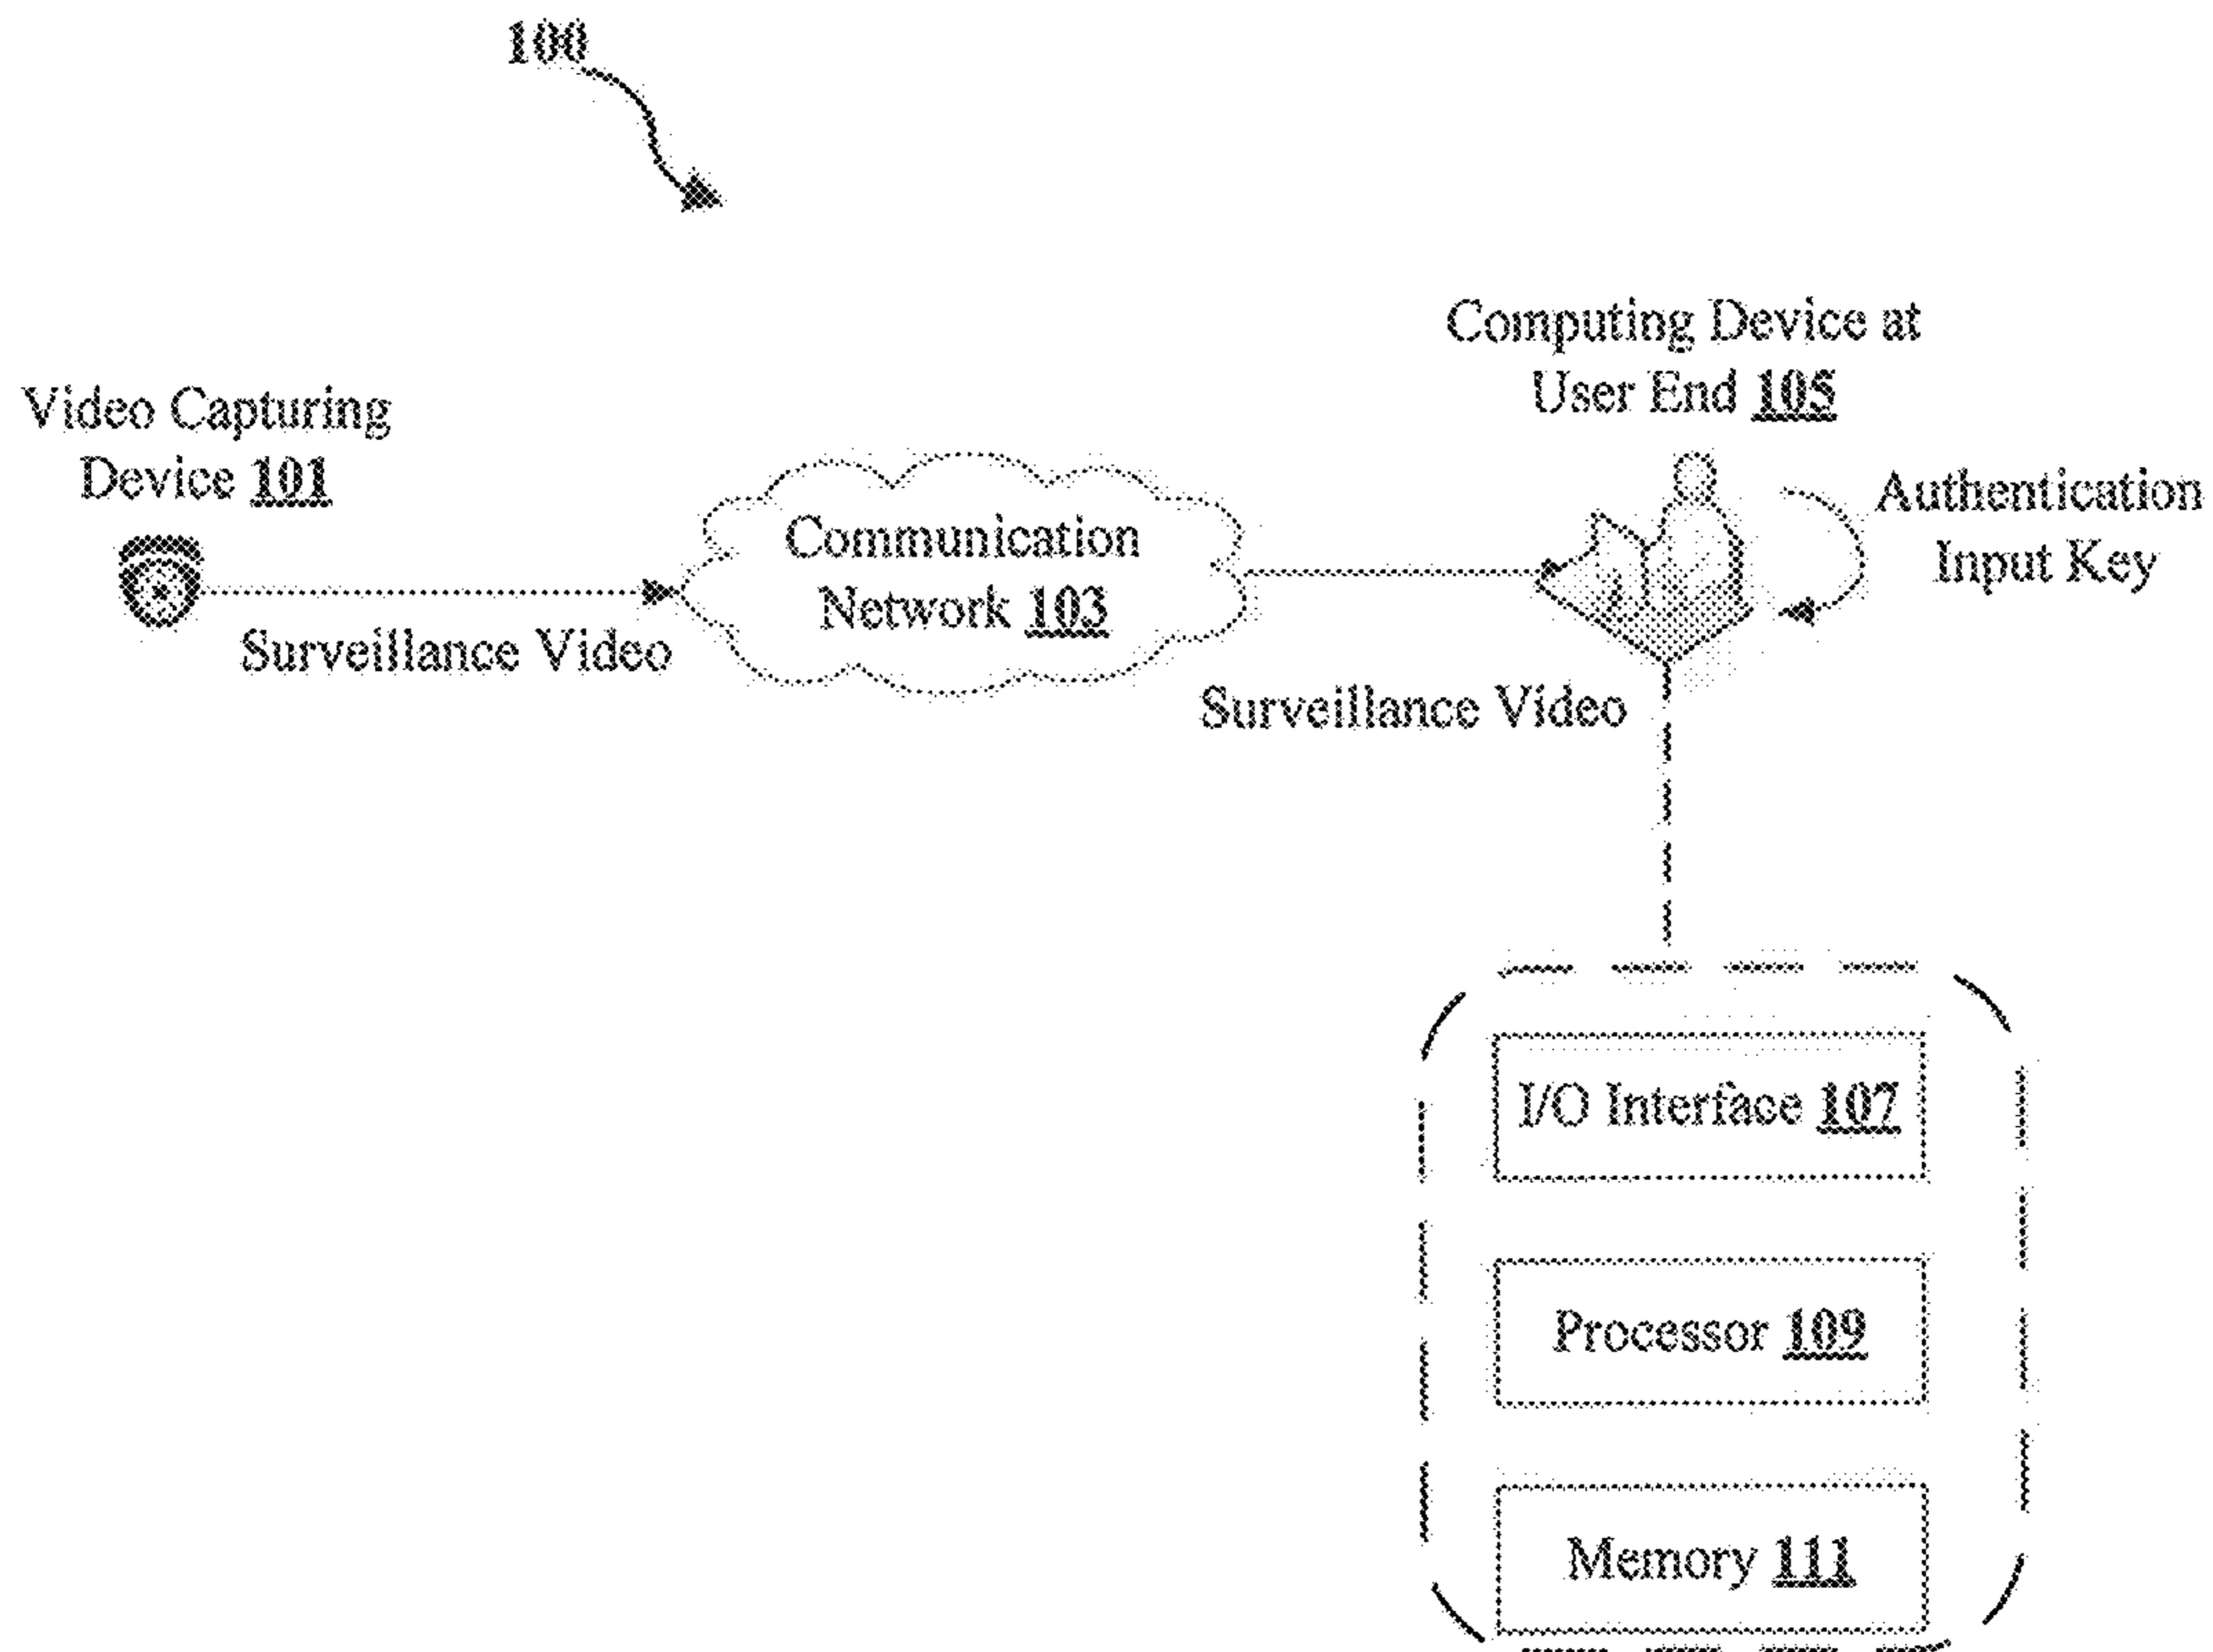 100
Computing Device at
User End 105
Video Capturing
Device 101
Authentication
Input Key
Communication
Network 103
Surveillance Video
Surveillance Video
I/O Interface 107
Processor 109
Memory 111